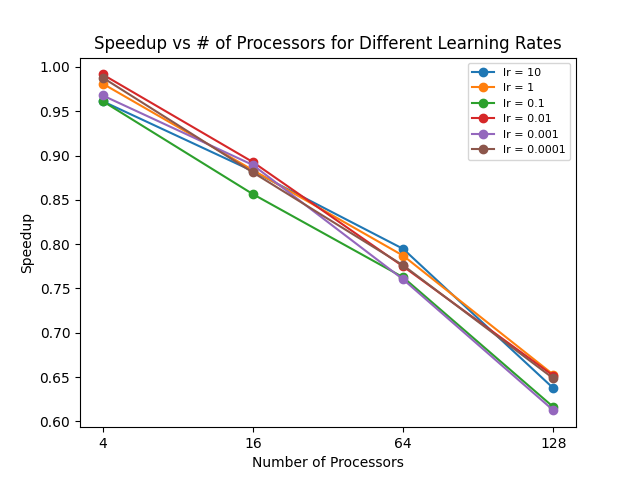 Speedup vs # of Processors for Different Learning Rates
1.00
0.95
0.90
0.85
0.80
0.75
0.70
0.65
0.60
Speedup
lr = 10
lr = 1
lr = 0.1
lr = 0.01
lr = 0.001
lr = 0.0001
4 16 64 128
Number of Processors